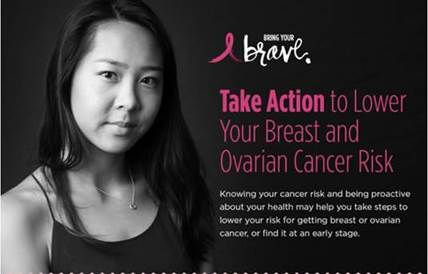 BRING YOUR
brave.
Take Action to Lower
Your Breast and
Ovarian Cancer Risk
Knowing your cancer risk and being proactive
about your health may help you take steps to
lower your risk for getting breast or ovarian
cancer, or find it at an early stage.